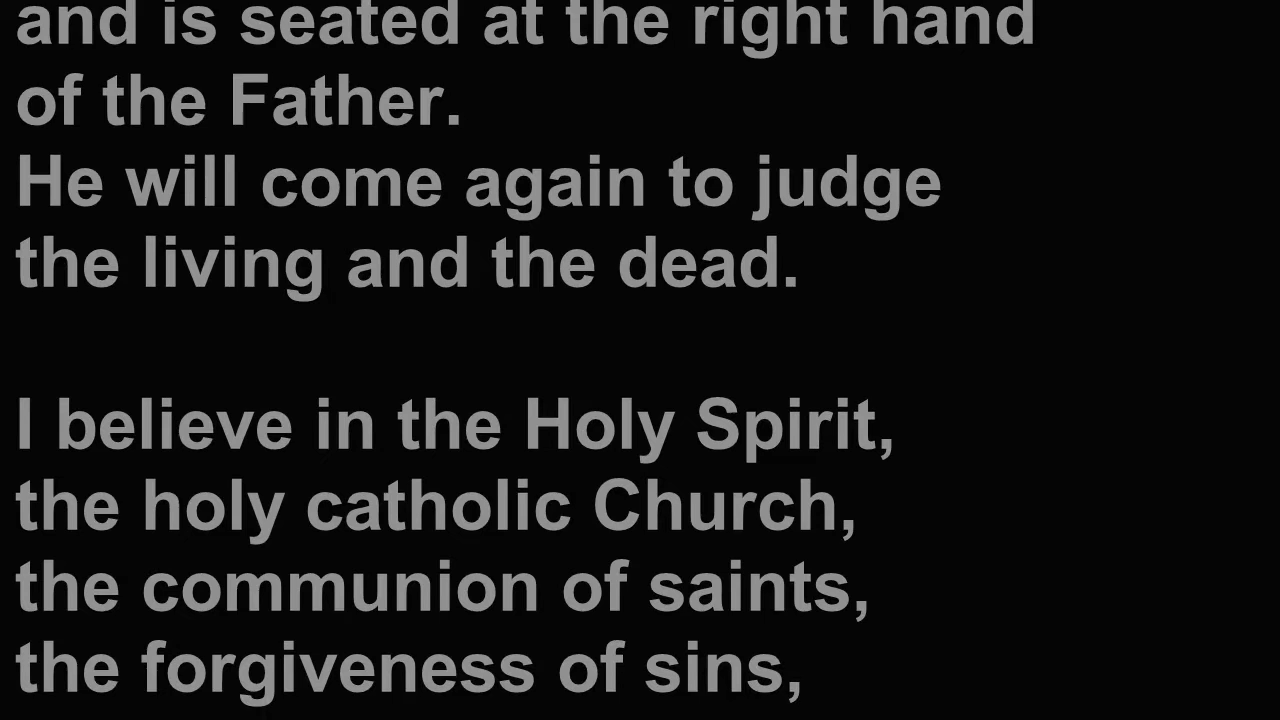 and is seated at the right hand
of the Father.
He will come again to judge
the living and the dead.
I believe in the Holy Spirit,
the holy catholic Church,
the communion of saints,
the forgiveness of sins,